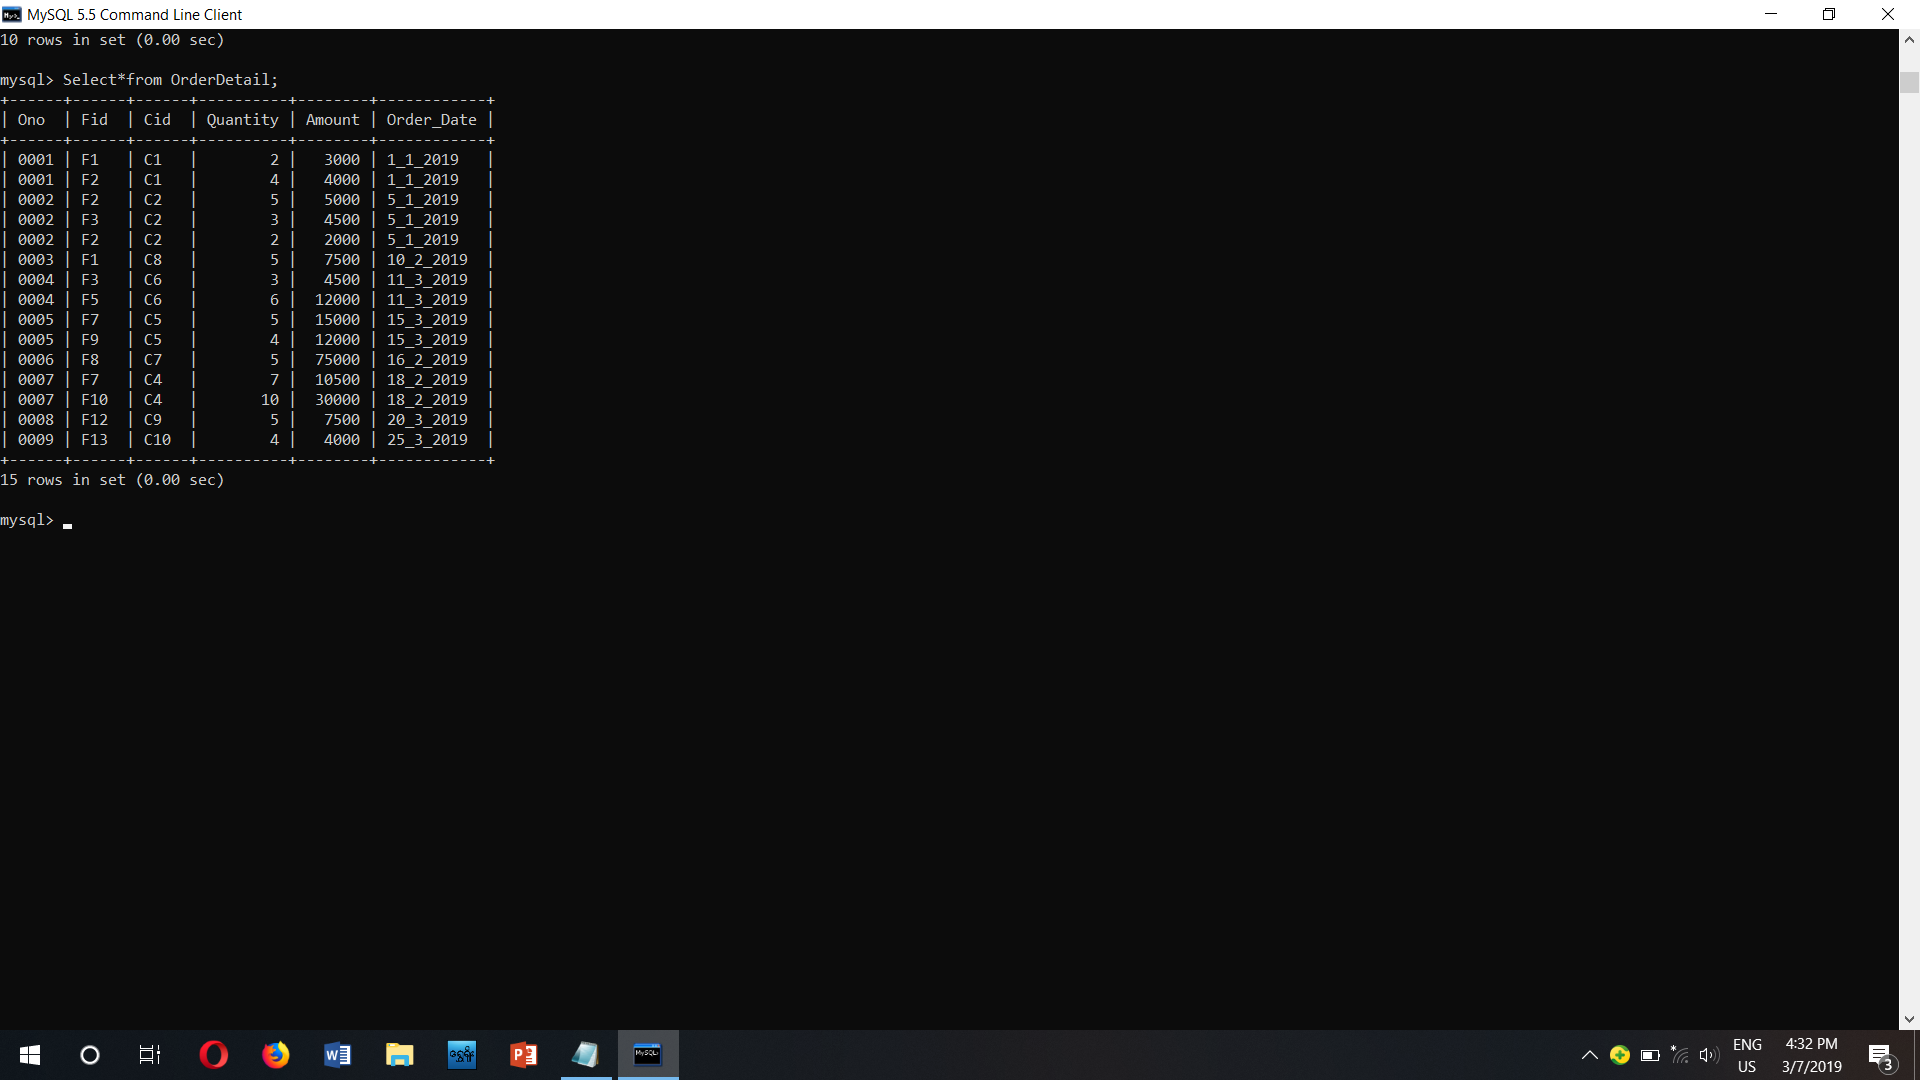 MySQL 5.5 Command Line Client
10 rows in set (0.00 sec)
mysql> Select*from OrderDetail;
+------+------+------+----------+--------+------------+
| Ono  | Fid  | Cid  | Quantity | Amount | Order_Date |
+------+------+------+----------+--------+------------+
| 0001 | F1   | C1   |        2 |   3000 | 1_1_2019   |
| 0001 | F2   | C1   |        4 |   4000 | 1_1_2019   |
| 0002 | F2   | C2   |        5 |   5000 | 5_1_2019   |
| 0002 | F3   | C2   |        3 |   4500 | 5_1_2019   |
| 0002 | F2   | C2   |        2 |   2000 | 5_1_2019   |
| 0003 | F1   | C8   |        5 |   7500 | 10_2_2019  |
| 0004 | F3   | C6   |        3 |   4500 | 11_3_2019  |
| 0004 | F5   | C6   |        6 |  12000 | 11_3_2019  |
| 0005 | F7   | C5   |        5 |  15000 | 15_3_2019  |
| 0005 | F9   | C5   |        4 |  12000 | 15_3_2019  |
| 0006 | F8   | C7   |        5 |  75000 | 16_2_2019  |
| 0007 | F7   | C4   |        7 |  10500 | 18_2_2019  |
| 0007 | F10  | C4   |       10 |  30000 | 18_2_2019  |
| 0008 | F12  | C9   |        5 |   7500 | 20_3_2019  |
| 0009 | F13  | C10  |        4 |   4000 | 25_3_2019  |
+------+------+------+----------+--------+------------+
15 rows in set (0.00 sec)
mysql>
MySQL
ENG
US
4:32 PM
3/7/2019
3